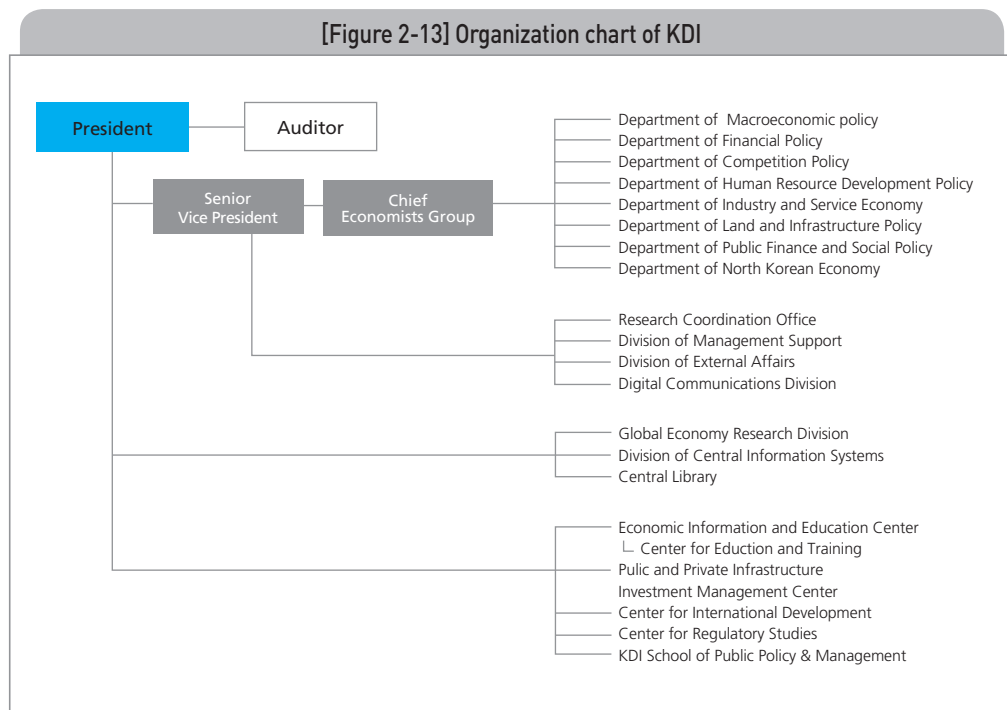 [Figure 2-13] Organization chart of KDI
President
Auditor
Senior
Vice President
Chief
Economists Group
Department of Macroeconomic policy
Department of Financial Policy
Department of Competition Policy
Department of Human Resource Development Policy
Department of Industry and Service Economy
Department of Land and Infrastructure Policy
Department of Public Finance and Social Policy
Department of North Korean Economy
Research Coordination Office
Division of Management Support
Division of External Affairs
Digital Communications Division
Global Economy Research Division
Division of Central Information Systems
Central Library
Economic Information and Education Center
Center for Eduction and Training
Pulic and Private Infrastructure
Investment Management Center
Center for International Development
Center for Regulatory Studies
KDI School of Public Policy & Management